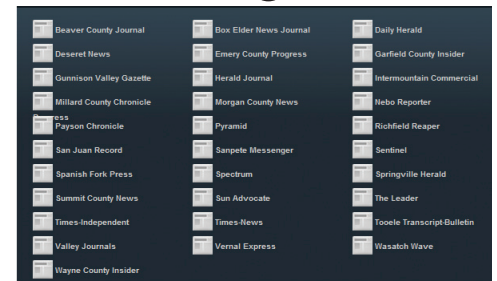 Beaver County Journal Box Elder News Journal Daily Herald
Deseret News Emery County Progress Garfield County Insider
Gunnison Valley Gazette Herald Journal Intermountain Commercial
Millard County Chronicle Morgan County News Nebo Reporter
Progress
Payson Chronicle Pyramid Richfield Reaper
San Juan Record Sanpete Messenger Sentinel
Spanish Fork Press Spectrum Springville Herald
Summit County News Sun Advocate The Leader
Times-Independent Times-News Tooele Transcript-Bulletin
Valley Journals Vernal Express Wasatch Wave
Wayne County Insider